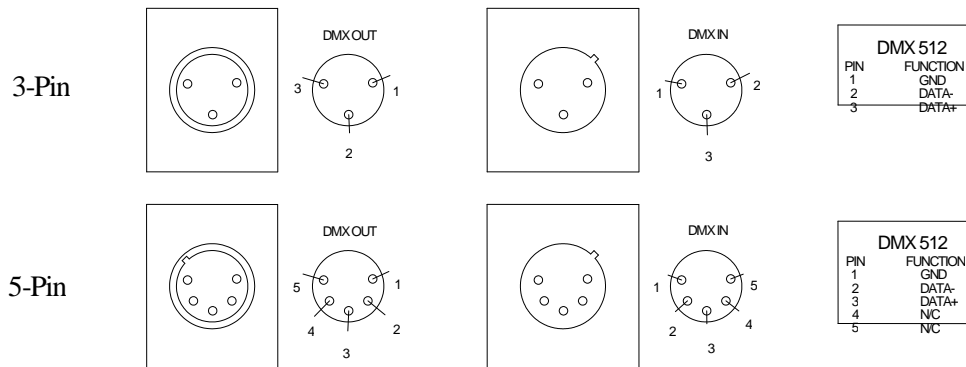 3-Pin
DMX OUT
3
1
2
DMX IN
1
2
3
DMX 512
PIN FUNCTION
1 GND
2 DATA-
3 DATA+
5-Pin
DMX OUT
5
1
4
2
3
DMX IN
1
5
2
4
3
DMX 512
PIN FUNCTION
1 GND
2 DATA-
3 DATA+
4 N/C
5 N/C